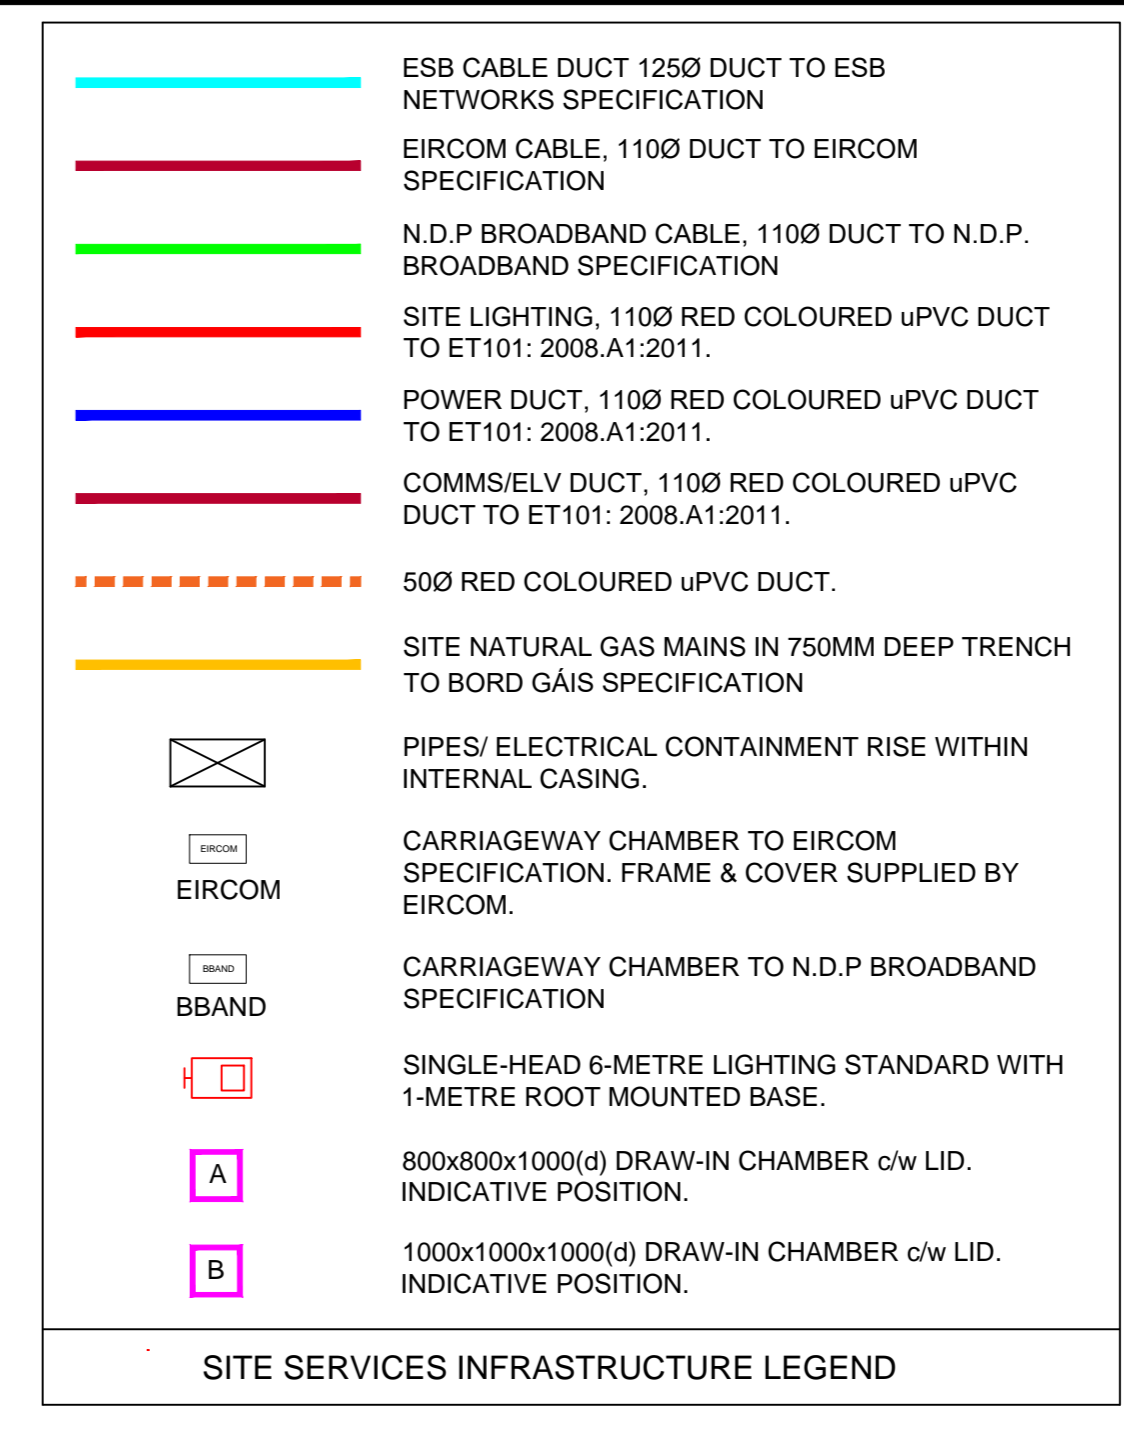 ESB CABLE DUCT 125Ø DUCT TO ESB
NETWORKS SPECIFICATION
EIRCOM CABLE, 110Ø DUCT TO EIRCOM
SPECIFICATION
N.D.P BROADBAND CABLE, 110Ø DUCT TO N.D.P.
BROADBAND SPECIFICATION
SITE LIGHTING, 110Ø RED COLOURED uPVC DUCT
TO ET101: 2008.A1:2011.
POWER DUCT, 110Ø RED COLOURED uPVC DUCT
TO ET101: 2008.A1:2011.
COMMS/ELV DUCT, 110Ø RED COLOURED uPVC
DUCT TO ET101: 2008.A1:2011.
50Ø RED COLOURED uPVC DUCT.
SITE NATURAL GAS MAINS IN 750MM DEEP TRENCH
TO BORD GÁIS SPECIFICATION
PIPES/ ELECTRICAL CONTAINMENT RISE WITHIN
INTERNAL CASING.
EIRCOM
EIRCOM
CARRIAGEWAY CHAMBER TO EIRCOM
SPECIFICATION. FRAME & COVER SUPPLIED BY
EIRCOM.
BBAND
BBAND
CARRIAGEWAY CHAMBER TO N.D.P BROADBAND
SPECIFICATION
SINGLE-HEAD 6-METRE LIGHTING STANDARD WITH
1-METRE ROOT MOUNTED BASE.
A
800x800x1000(d) DRAW-IN CHAMBER c/w LID.
INDICATIVE POSITION.
B
1000x1000x1000(d) DRAW-IN CHAMBER c/w LID.
INDICATIVE POSITION.
SITE SERVICES INFRASTRUCTURE LEGEND